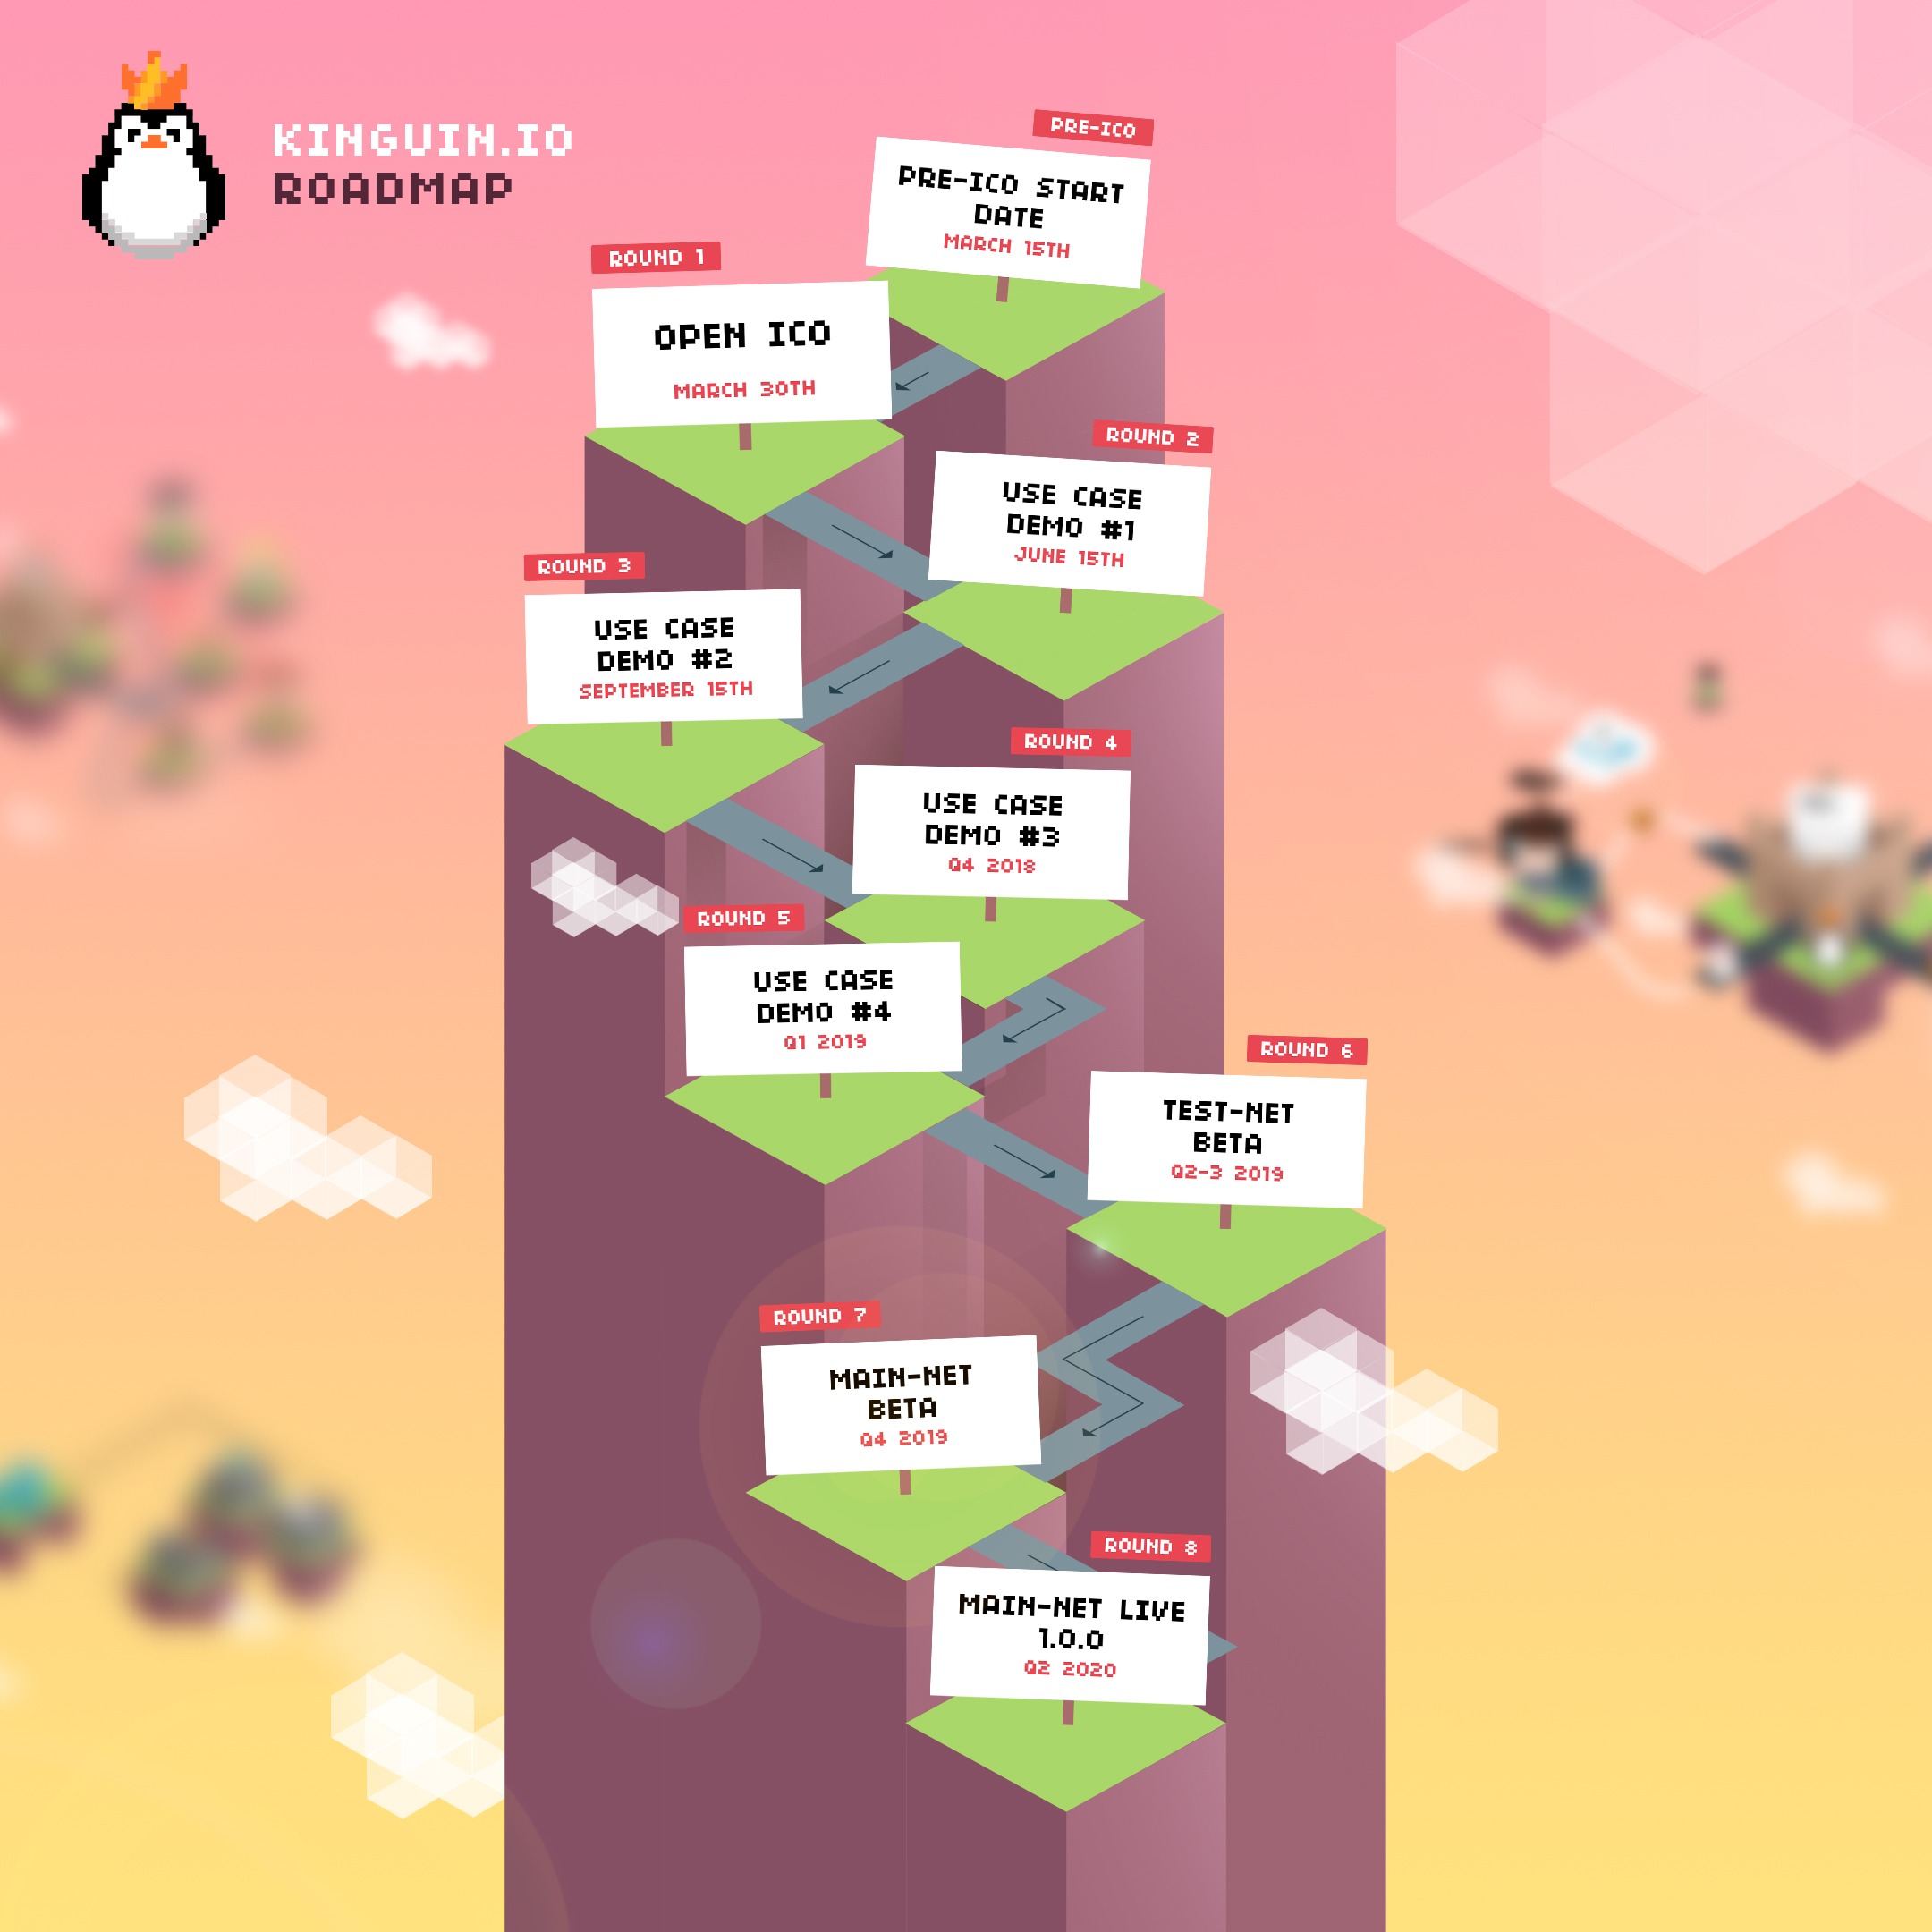 KINGUIN.IO
ROADMAP
PRE-ICO
PRE-ICO START
DATE
MARCH 15TH
ROUND 1
OPEN ICO
MARCH 30TH
ROUND 2
USE CASE
DEMO #1
JUNE 15TH
ROUND 3
USE CASE
DEMO #2
SEPTEMBER 15TH
ROUND 4
USE CASE
DEMO #3
Q4 2018
ROUND 5
USE CASE
DEMO #4
Q1 2019
ROUND 6
TEST-NET
BETA
Q2-3 2019
ROUND 7
MAIN-NET
BETA
Q4 2019
ROUND 8
MAIN-NET LIVE
1.0.0
Q2 2020